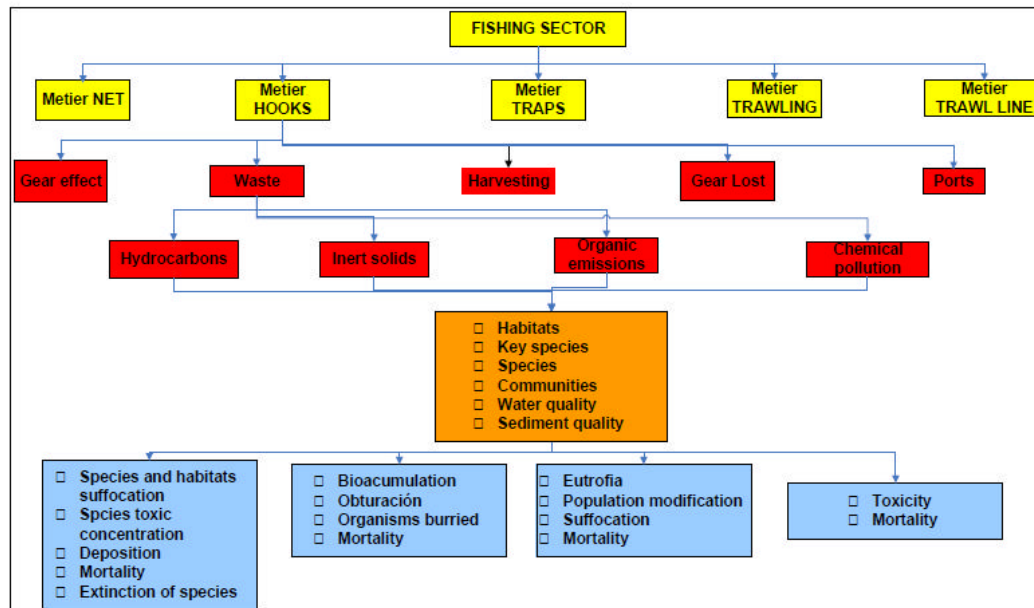 FISHING SECTOR
Metier NET
Metier
HOOKS
Metier
TRAPS
Metier
TRAWLING
Metier
TRAWL LINE
Gear effect
Waste
Harvesting
Gear Lost
Ports
Hydrocarbons
Inert solids
Organic
emissions
Chemical
pollution
Habitats
Key species
Species
Communities
Water quality
Sediment quality
Species and habitats
suffocation
Spcies toxic
concentration
Deposition
Mortality
Extinction of species
Bioacumulation
Obturación
Organisms burried
Mortality
Eutrofia
Population modification
Suffocation
Mortality
Toxicity
Mortality